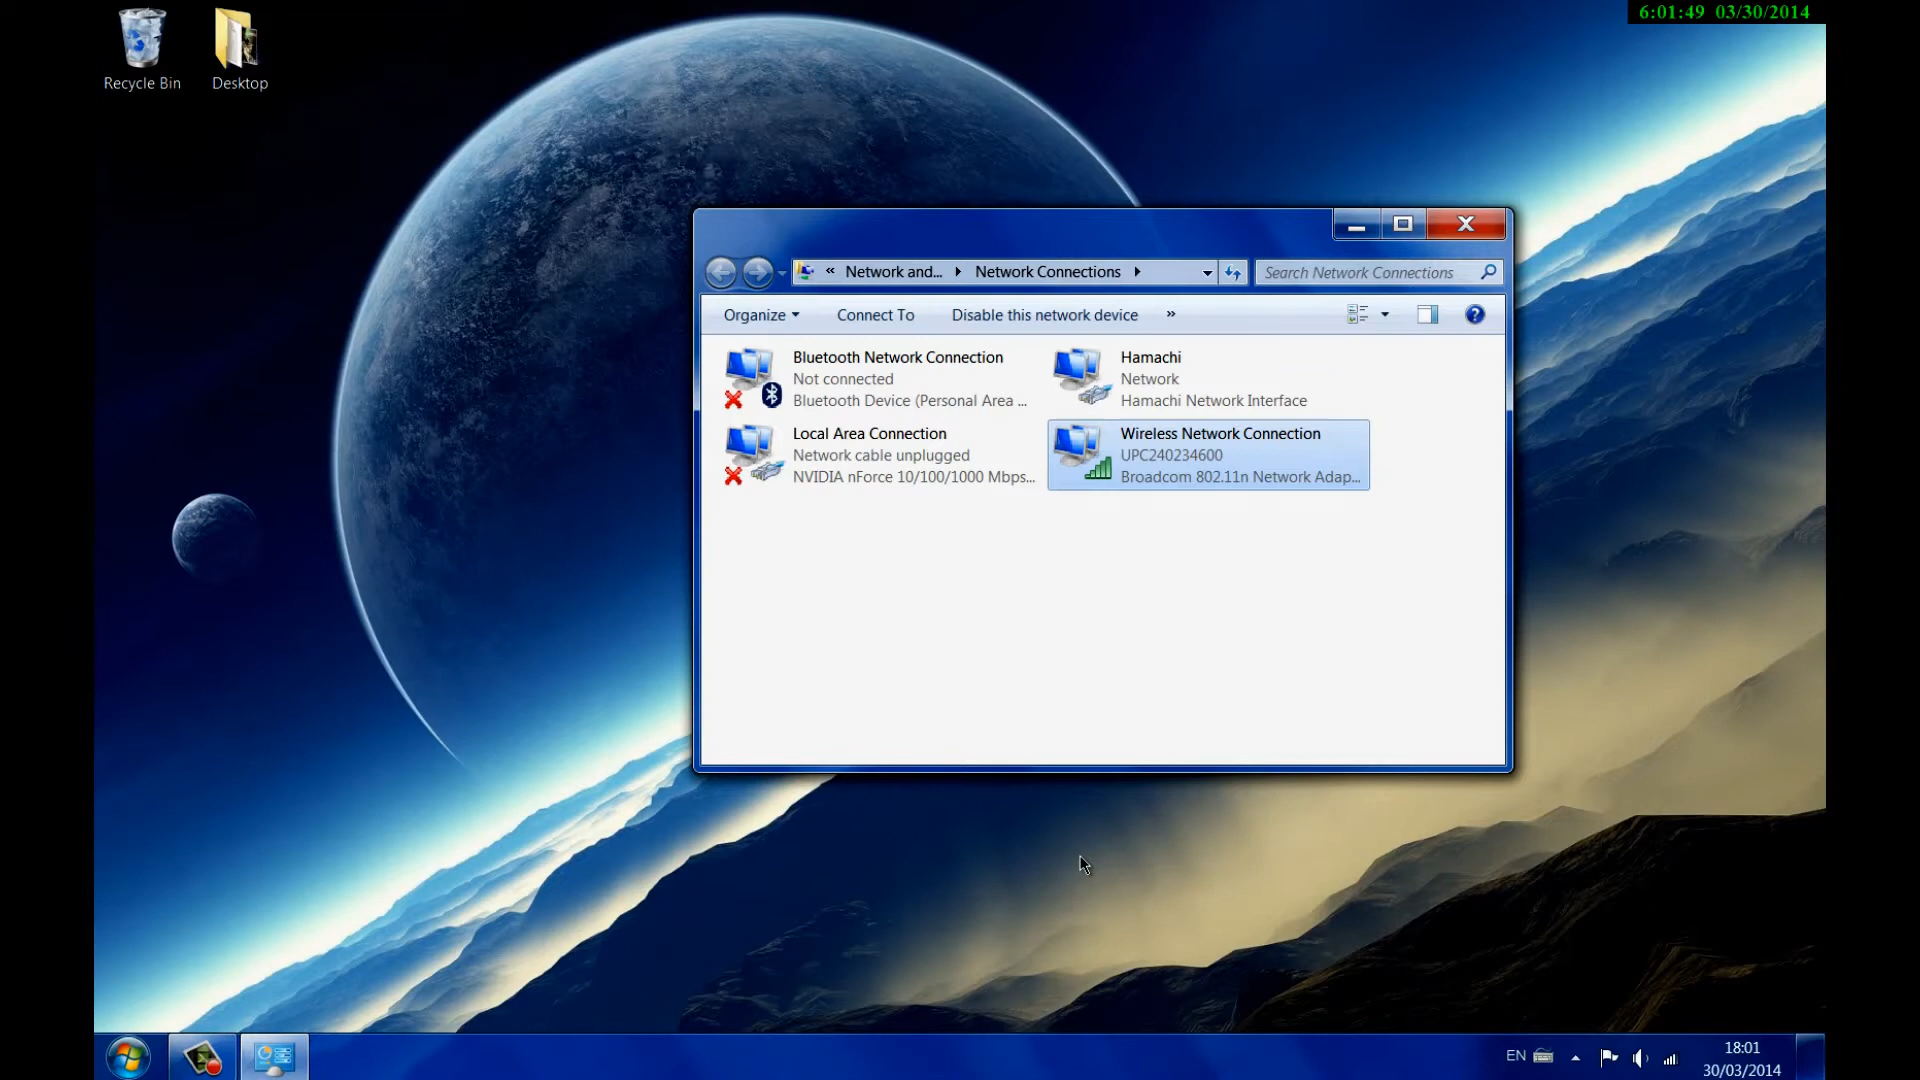 6:01:49 03/30/2014
Recycle Bin
Desktop
« Network and...
Network Connections
Search Network Connections
Organize
Connect To
Disable this network device
»
Bluetooth Network Connection
Not connected
Bluetooth Device (Personal Area ...
Hamachi
Network
Hamachi Network Interface
Local Area Connection
Network cable unplugged
NVIDIA nForce 10/100/1000 Mbps...
Wireless Network Connection
UPC240234600
Broadcom 802.11n Network Adap...
EN
18:01
30/03/2014